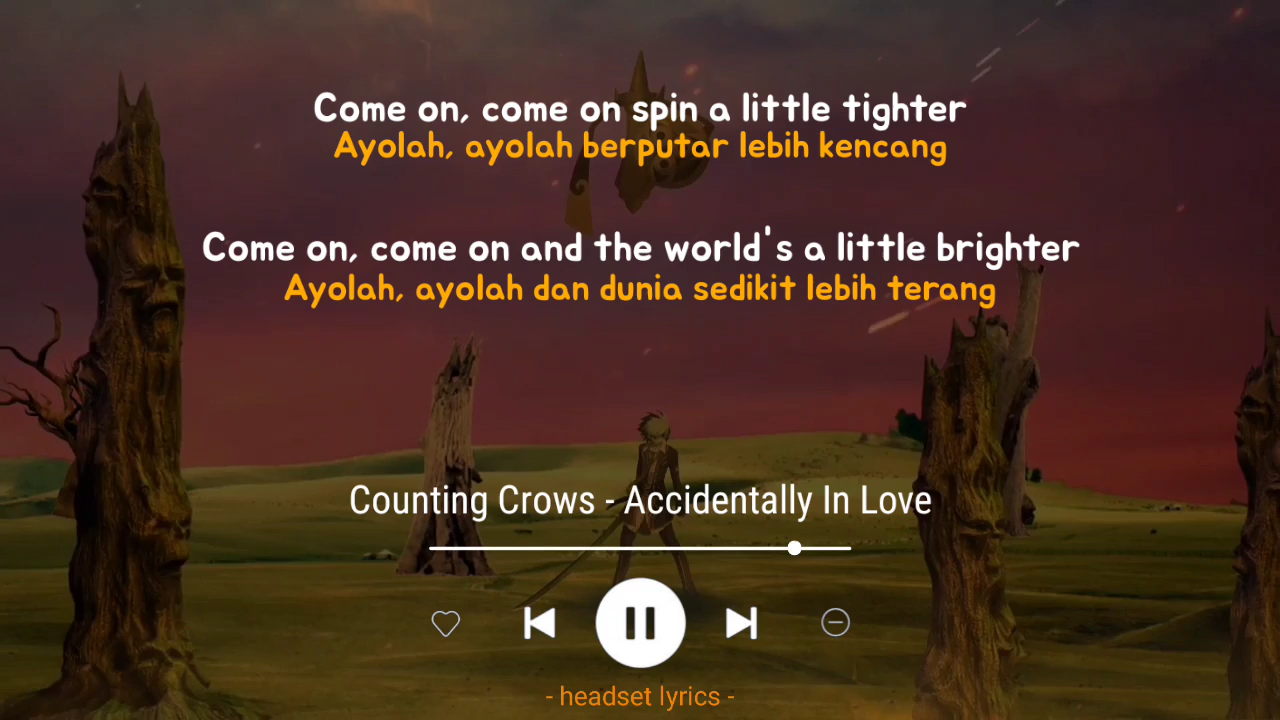 Come on, come on spin a little tighter
Ayolah, ayolah berputar lebih kencang
Come on, come on and the world's a little brighter
Ayolah, ayolah dan dunia sedikit lebih terang
Counting Crows - Accidentally In Love
- headset lyrics -